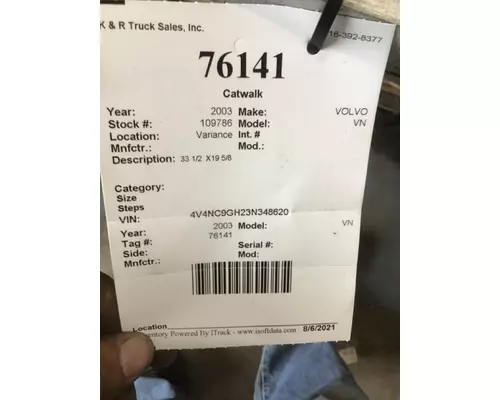 K & R Truck Sales, Inc. 16-392-8377
76141
Catwalk
Year: 2003 Make: VOLVO
Stock #: 109786 Model: VN
Location: Variance Int. #
Mnfctr.: Mod.:
Description: 33 1/2 X19 5/8
Category:
Size
Steps
VIN: 4V4NC9GH23N348620
Year: 2003 Model: VN
Tag #: 76141
Side: Serial #:
Mnfctr.: Mod:
Location
ventory Powered By ITrack - www.isoftdata.com 8/6/2021